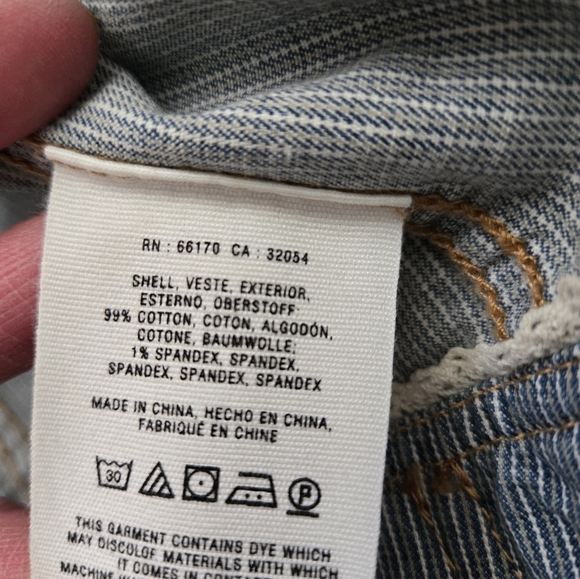 RN : 66170 CA : 32054
SHELL, VESTE, EXTERIOR,
ESTERNO, OBERSTOFF:
99% COTTON, COTON, ALGODÓN,
COTONE, BAUMWOLLE;
1% SPANDEX, SPANDEX,
SPANDEX, SPANDEX, SPANDEX
MADE IN CHINA, HECHO EN CHINA,
FABRIQUÉ EN CHINE
30 P
THIS GARMENT CONTAINS DYE WHICH
MAY DISCOLOR MATERIALS WITH WHICH
IT COMES IN
MACHINE